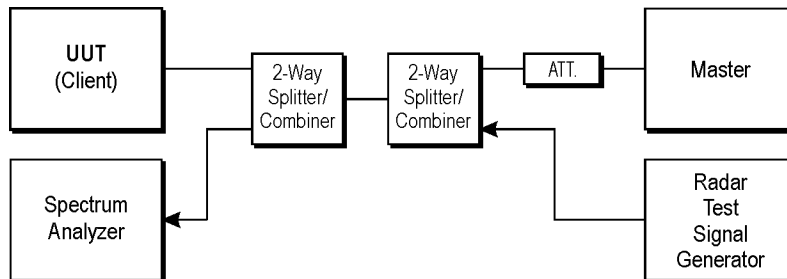 UUT
(Client)
2-Way
Splitter/
Combiner
2-Way
Splitter/
Combiner
ATT.
Master
Spectrum
Analyzer
Radar
Test
Signal
Generator